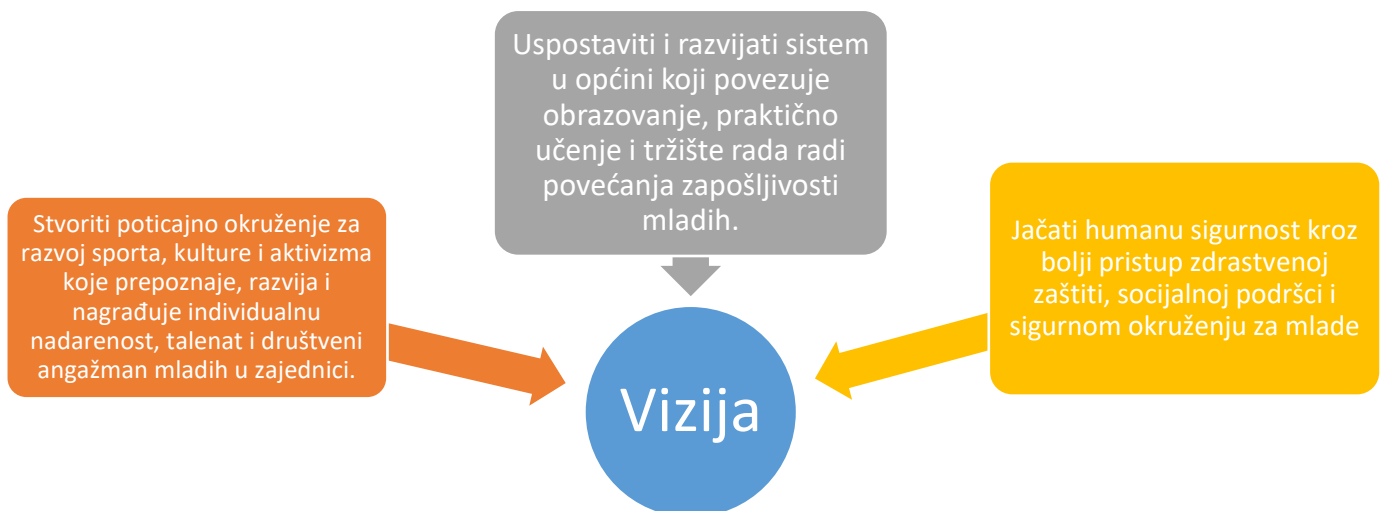 Uspostaviti i razvijati sistem
u općini koji povezuje
obrazovanje, praktično
učenje i tržište rada radi
povećanja zapošljivosti
mladih.
Stvoriti poticajno okruženje za
razvoj sporta, kulture i aktivizma
koje prepoznaje, razvija i
nagrađuje individualnu
nadarenost, talenat i društveni
angažman mladih u zajednici.
Jačati humanu sigurnost kroz
bolji pristup zdrastvenoj
zaštiti, socijalnoj podršci i
sigurnom okruženju za mlade
Vizija